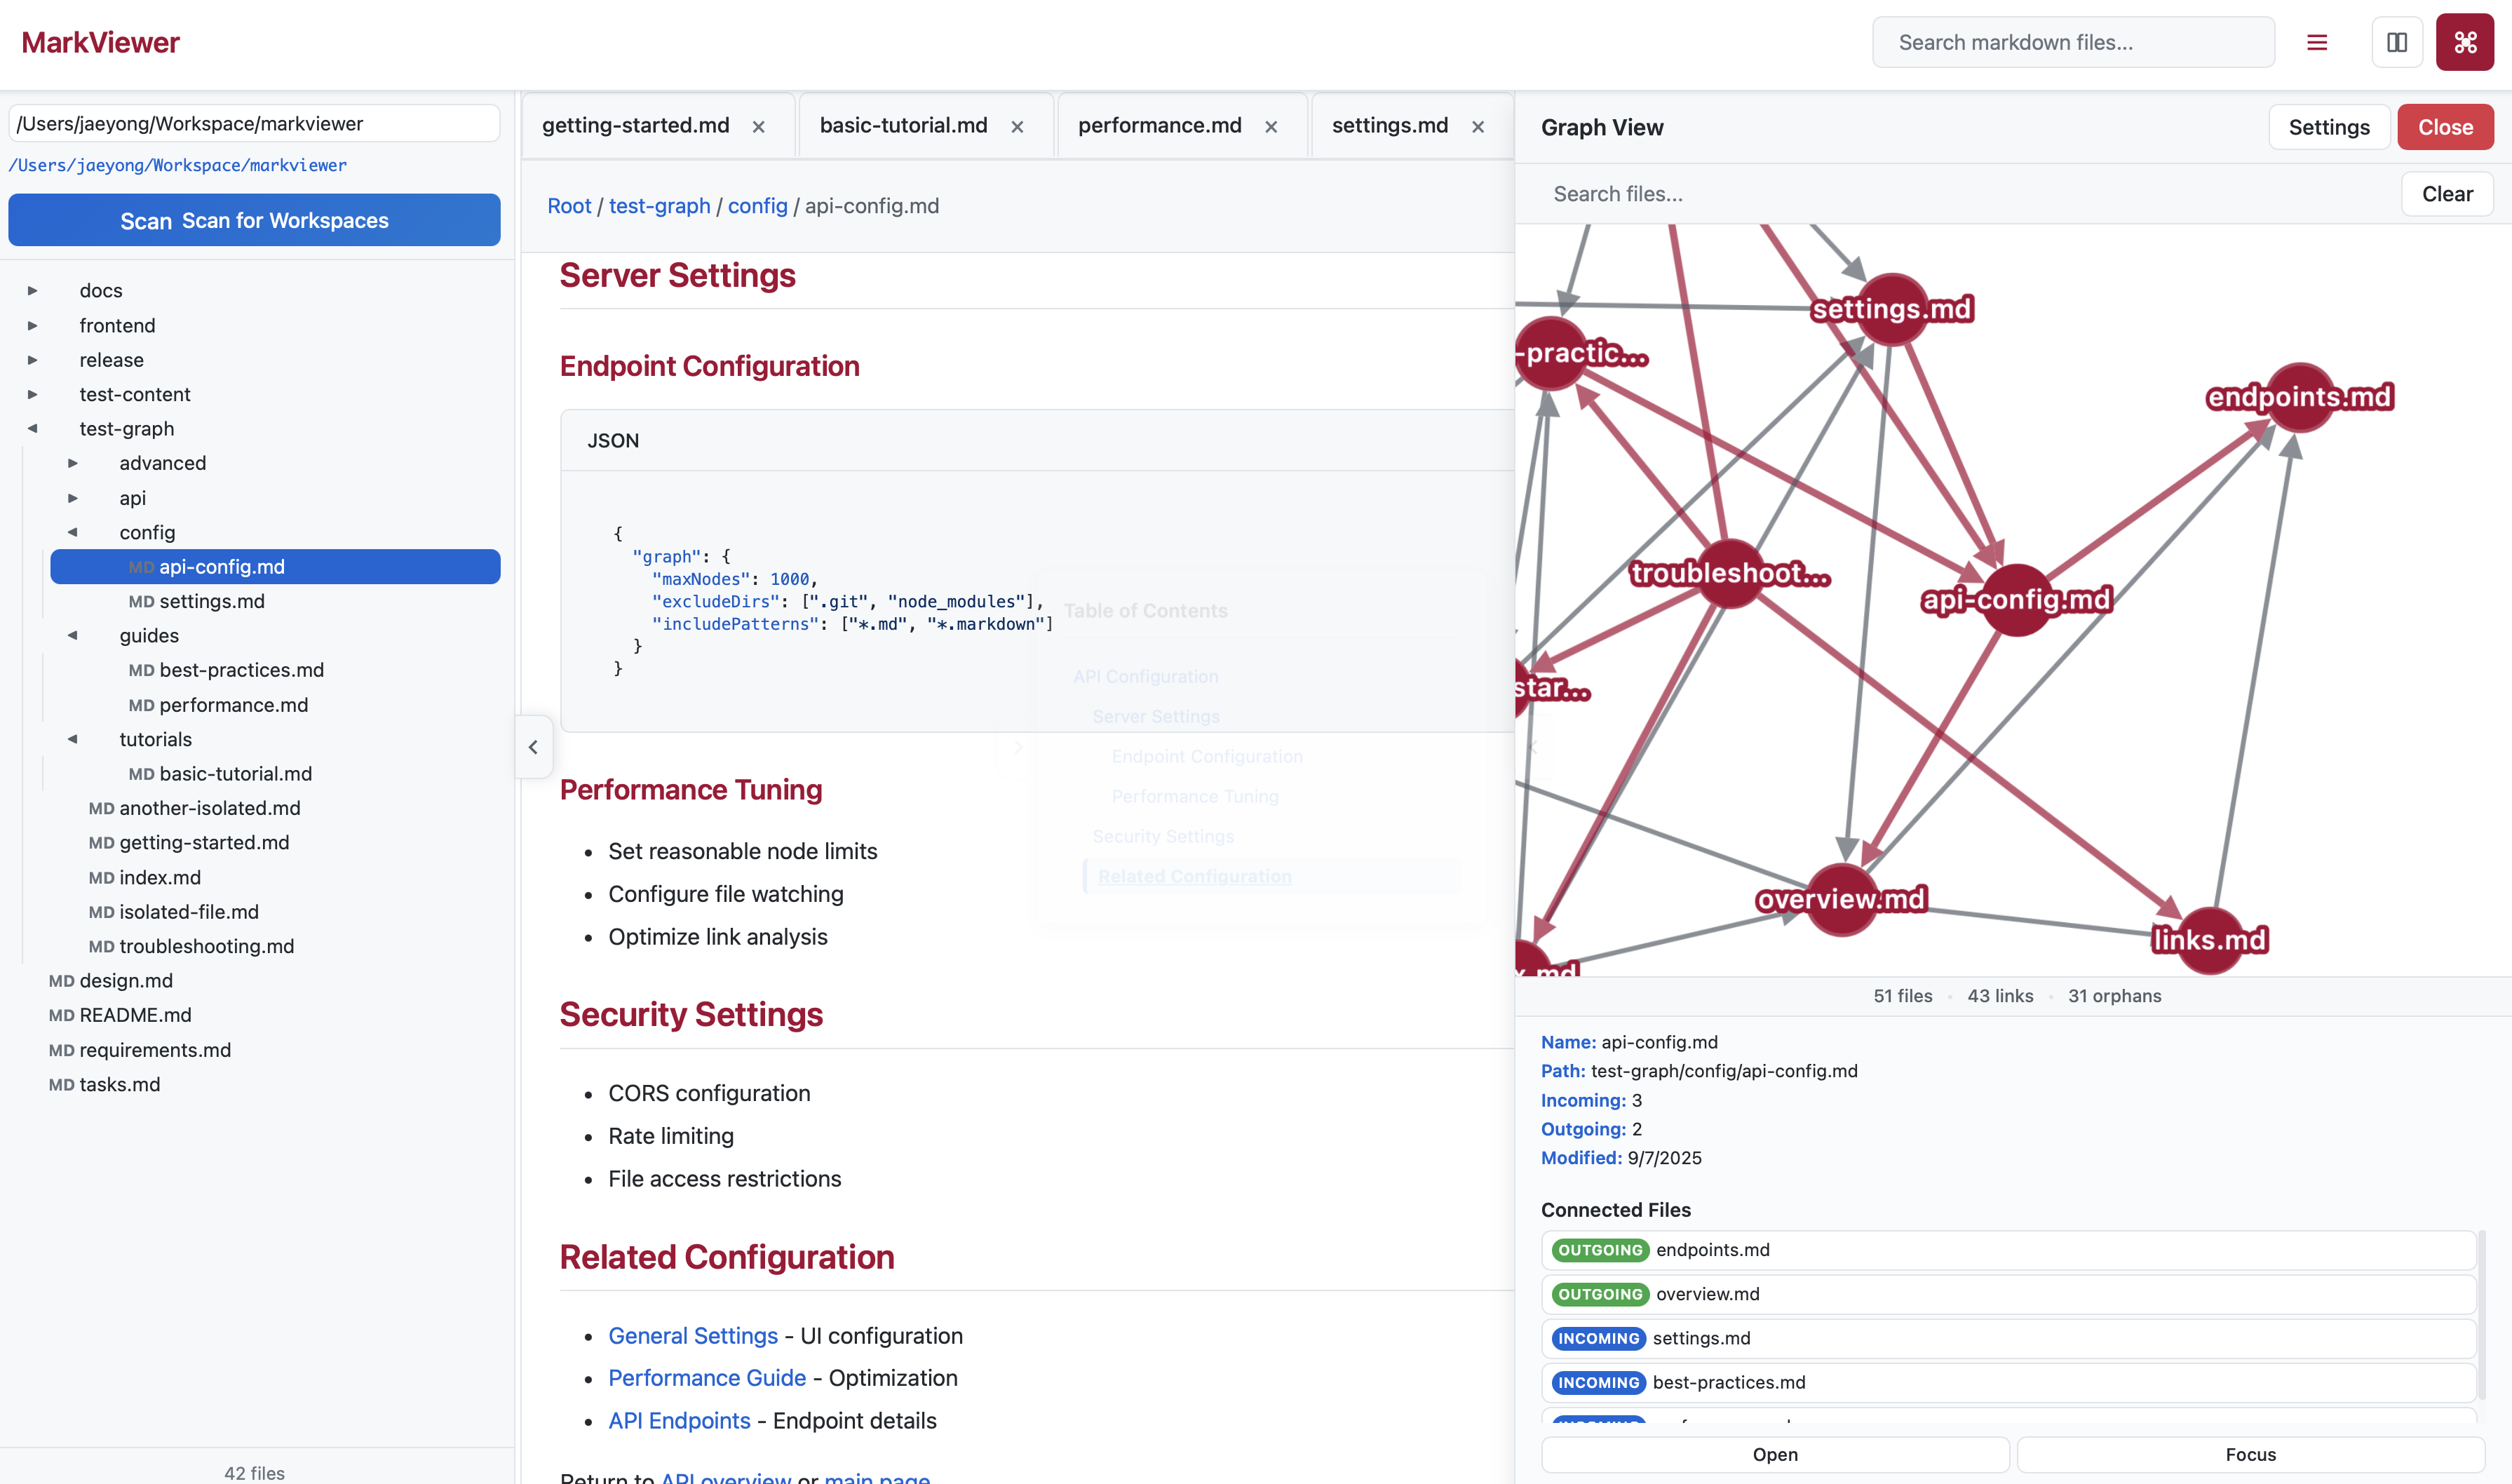 MarkViewer
Search markdown files...
/Users/jaeyong/Workspace/markviewer
/Users/jaeyong/Workspace/markviewer
Scan Scan for Workspaces
docs
frontend
release
test-content
test-graph
advanced
api
config
MD api-config.md
MD settings.md
guides
MD best-practices.md
MD performance.md
tutorials
MD basic-tutorial.md
MD another-isolated.md
MD getting-started.md
MD index.md
MD isolated-file.md
MD troubleshooting.md
MD design.md
MD README.md
MD requirements.md
MD tasks.md
42 files
getting-started.md
basic-tutorial.md
performance.md
settings.md
Root / test-graph / config / api-config.md
Server Settings
Endpoint Configuration
JSON
{
"graph": {
"maxNodes": 1000,
"excludeDirs": [".git", "node_modules"],
"includePatterns": ["*.md", "*.markdown"]
}
}
Performance Tuning
Set reasonable node limits
Configure file watching
Optimize link analysis
Security Settings
CORS configuration
Rate limiting
File access restrictions
Related Configuration
General Settings - UI configuration
Performance Guide - Optimization
API Endpoints - Endpoint details
Return to API overview or main page
Table of Contents
API Configuration
Server Settings
Endpoint Configuration
Performance Tuning
Security Settings
Related Configuration
Graph View
Settings
Close
Search files...
Clear
settings.md
-practic...
endpoints.md
troubleshoot...
api-config.md
star...
overview.md
links.md
x.md
51 files • 43 links • 31 orphans
Name: api-config.md
Path: test-graph/config/api-config.md
Incoming: 3
Outgoing: 2
Modified: 9/7/2025
Connected Files
OUTGOING endpoints.md
OUTGOING overview.md
INCOMING settings.md
INCOMING best-practices.md
Open
Focus